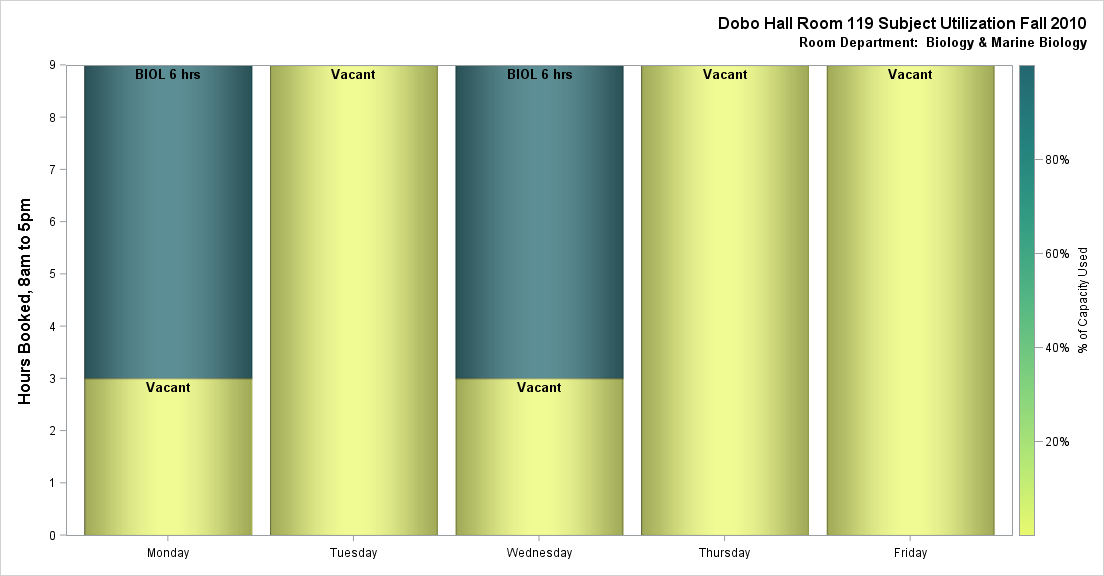 Dobo Hall Room 119 Subject Utilization Fall 2010
Room Department:  Biology & Marine Biology
Hours Booked, 8am to 5pm
9
8
7
6
5
4
3
2
1
0
BIOL 6 hrs
Vacant
Vacant
BIOL 6 hrs
Vacant
Vacant
Vacant
Monday
Tuesday
Wednesday
Thursday
Friday
80%
60%
40%
20%
% of Capacity Used